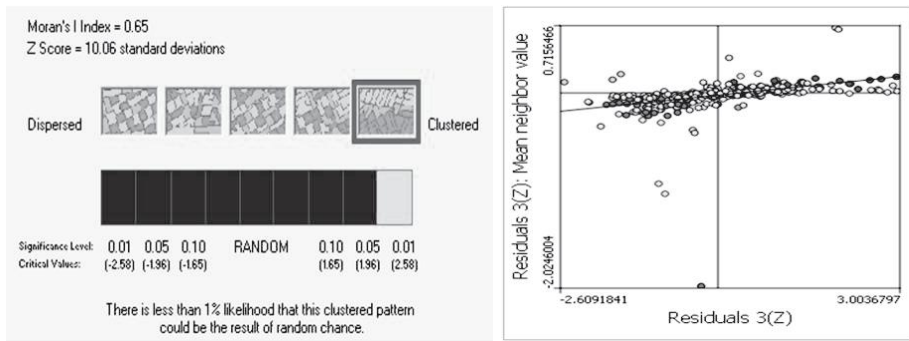 Moran's I Index = 0.65
Z Score = 10.06 standard deviations
Dispersed
Clustered
Significance Level: 0.01 0.05 0.10 RANDOM 0.10 0.05 0.01
Critical Values: (-2.58) (-1.96) (-1.65) (1.65) (1.96) (2.58)
There is less than 1% likelihood that this clustered pattern
could be the result of random chance.
Residuals 3(Z): Mean neighbor value
0.7156466
-2.0246004
-2.6091841
3.0036797
Residuals 3(Z)